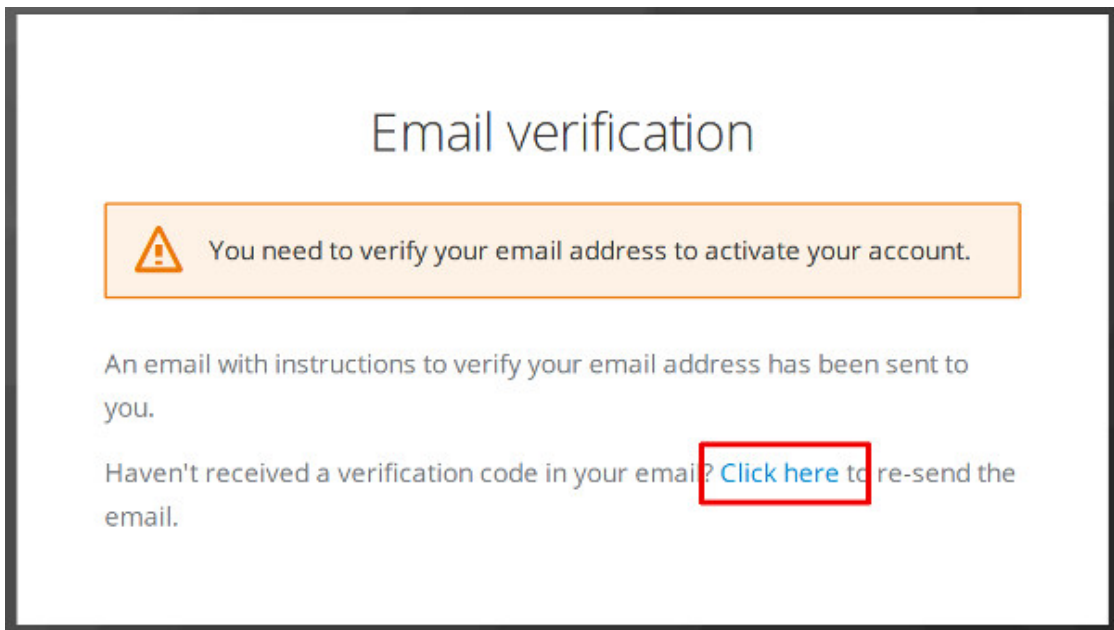 Email verification
You need to verify your email address to activate your account.
An email with instructions to verify your email address has been sent to
you.
Haven't received a verification code in your email? Click here to re-send the
email.